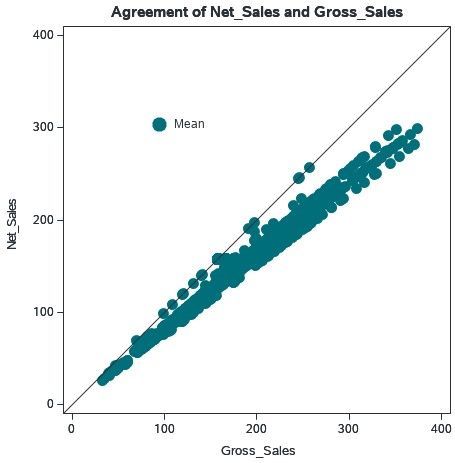 Agreement of Net_Sales and Gross_Sales
400
300
200
100
0
Mean
Net_Sales
0 100 200 300 400
Gross_Sales